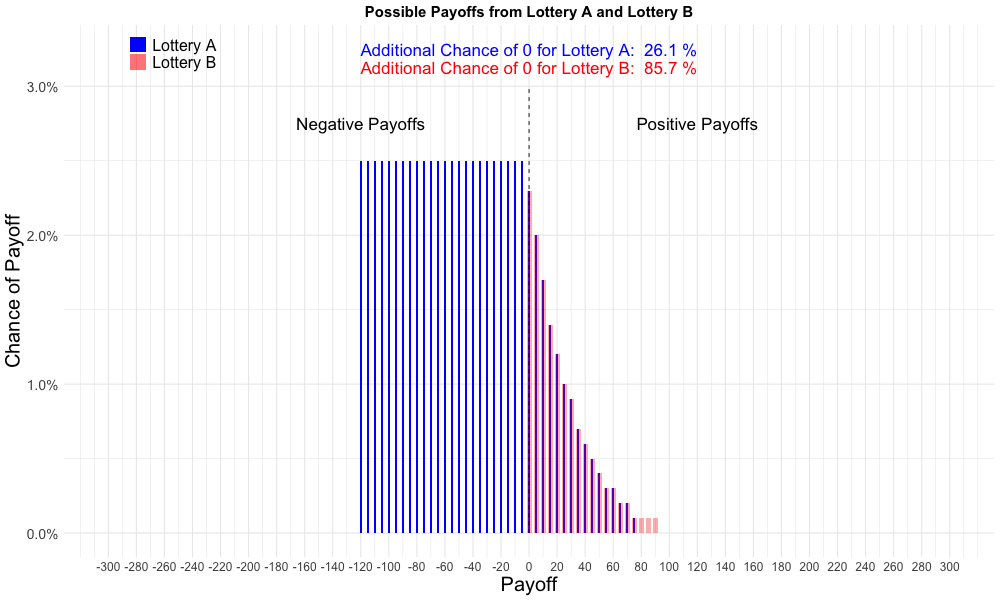 Possible Payoffs from Lottery A and Lottery B
Lottery A
Lottery B
Additional Chance of 0 for Lottery A: 26.1 %
Additional Chance of 0 for Lottery B: 85.7 %
3.0%
Negative Payoffs
Positive Payoffs
2.0%
Chance of Payoff
1.0%
0.0%
-300 -280 -260 -240 -220 -200 -180 -160 -140 -120 -100 -80 -60 -40 -20 0 20 40 60 80 100 120 140 160 180 200 220 240 260 280 300
Payoff